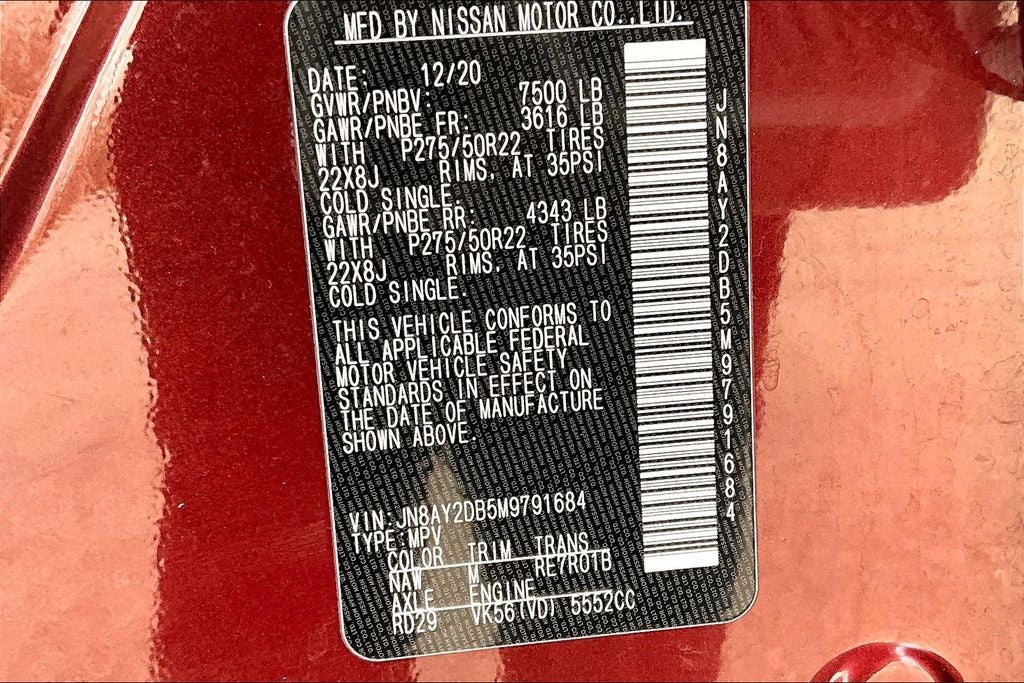 MFD BY NISSAN MOTOR CO.,LTD.
DATE: 12/20
GVWR/PNBV: 7500 LB
GAWR/PNBE FR: 3616 LB
WITH P275/50R22 TIRES
22X8J RIMS, AT 35PSI
COLD SINGLE.
GAWR/PNBE RR: 4343 LB
WITH P275/50R22 TIRES
22X8J RIMS, AT 35PSI
COLD SINGLE.
THIS VEHICLE CONFORMS TO
ALL APPLICABLE FEDERAL
MOTOR VEHICLE SAFETY
STANDARDS IN EFFECT ON
THE DATE OF MANUFACTURE
SHOWN ABOVE.
VIN:JN8AY2DB5M9791684
TYPE:MPV
COLOR TRIM TRANS
NAW M RE7R01B
AXLE ENGINE
RD29 VK56(VD) 5552CC
JN8AY2DB5M9791684